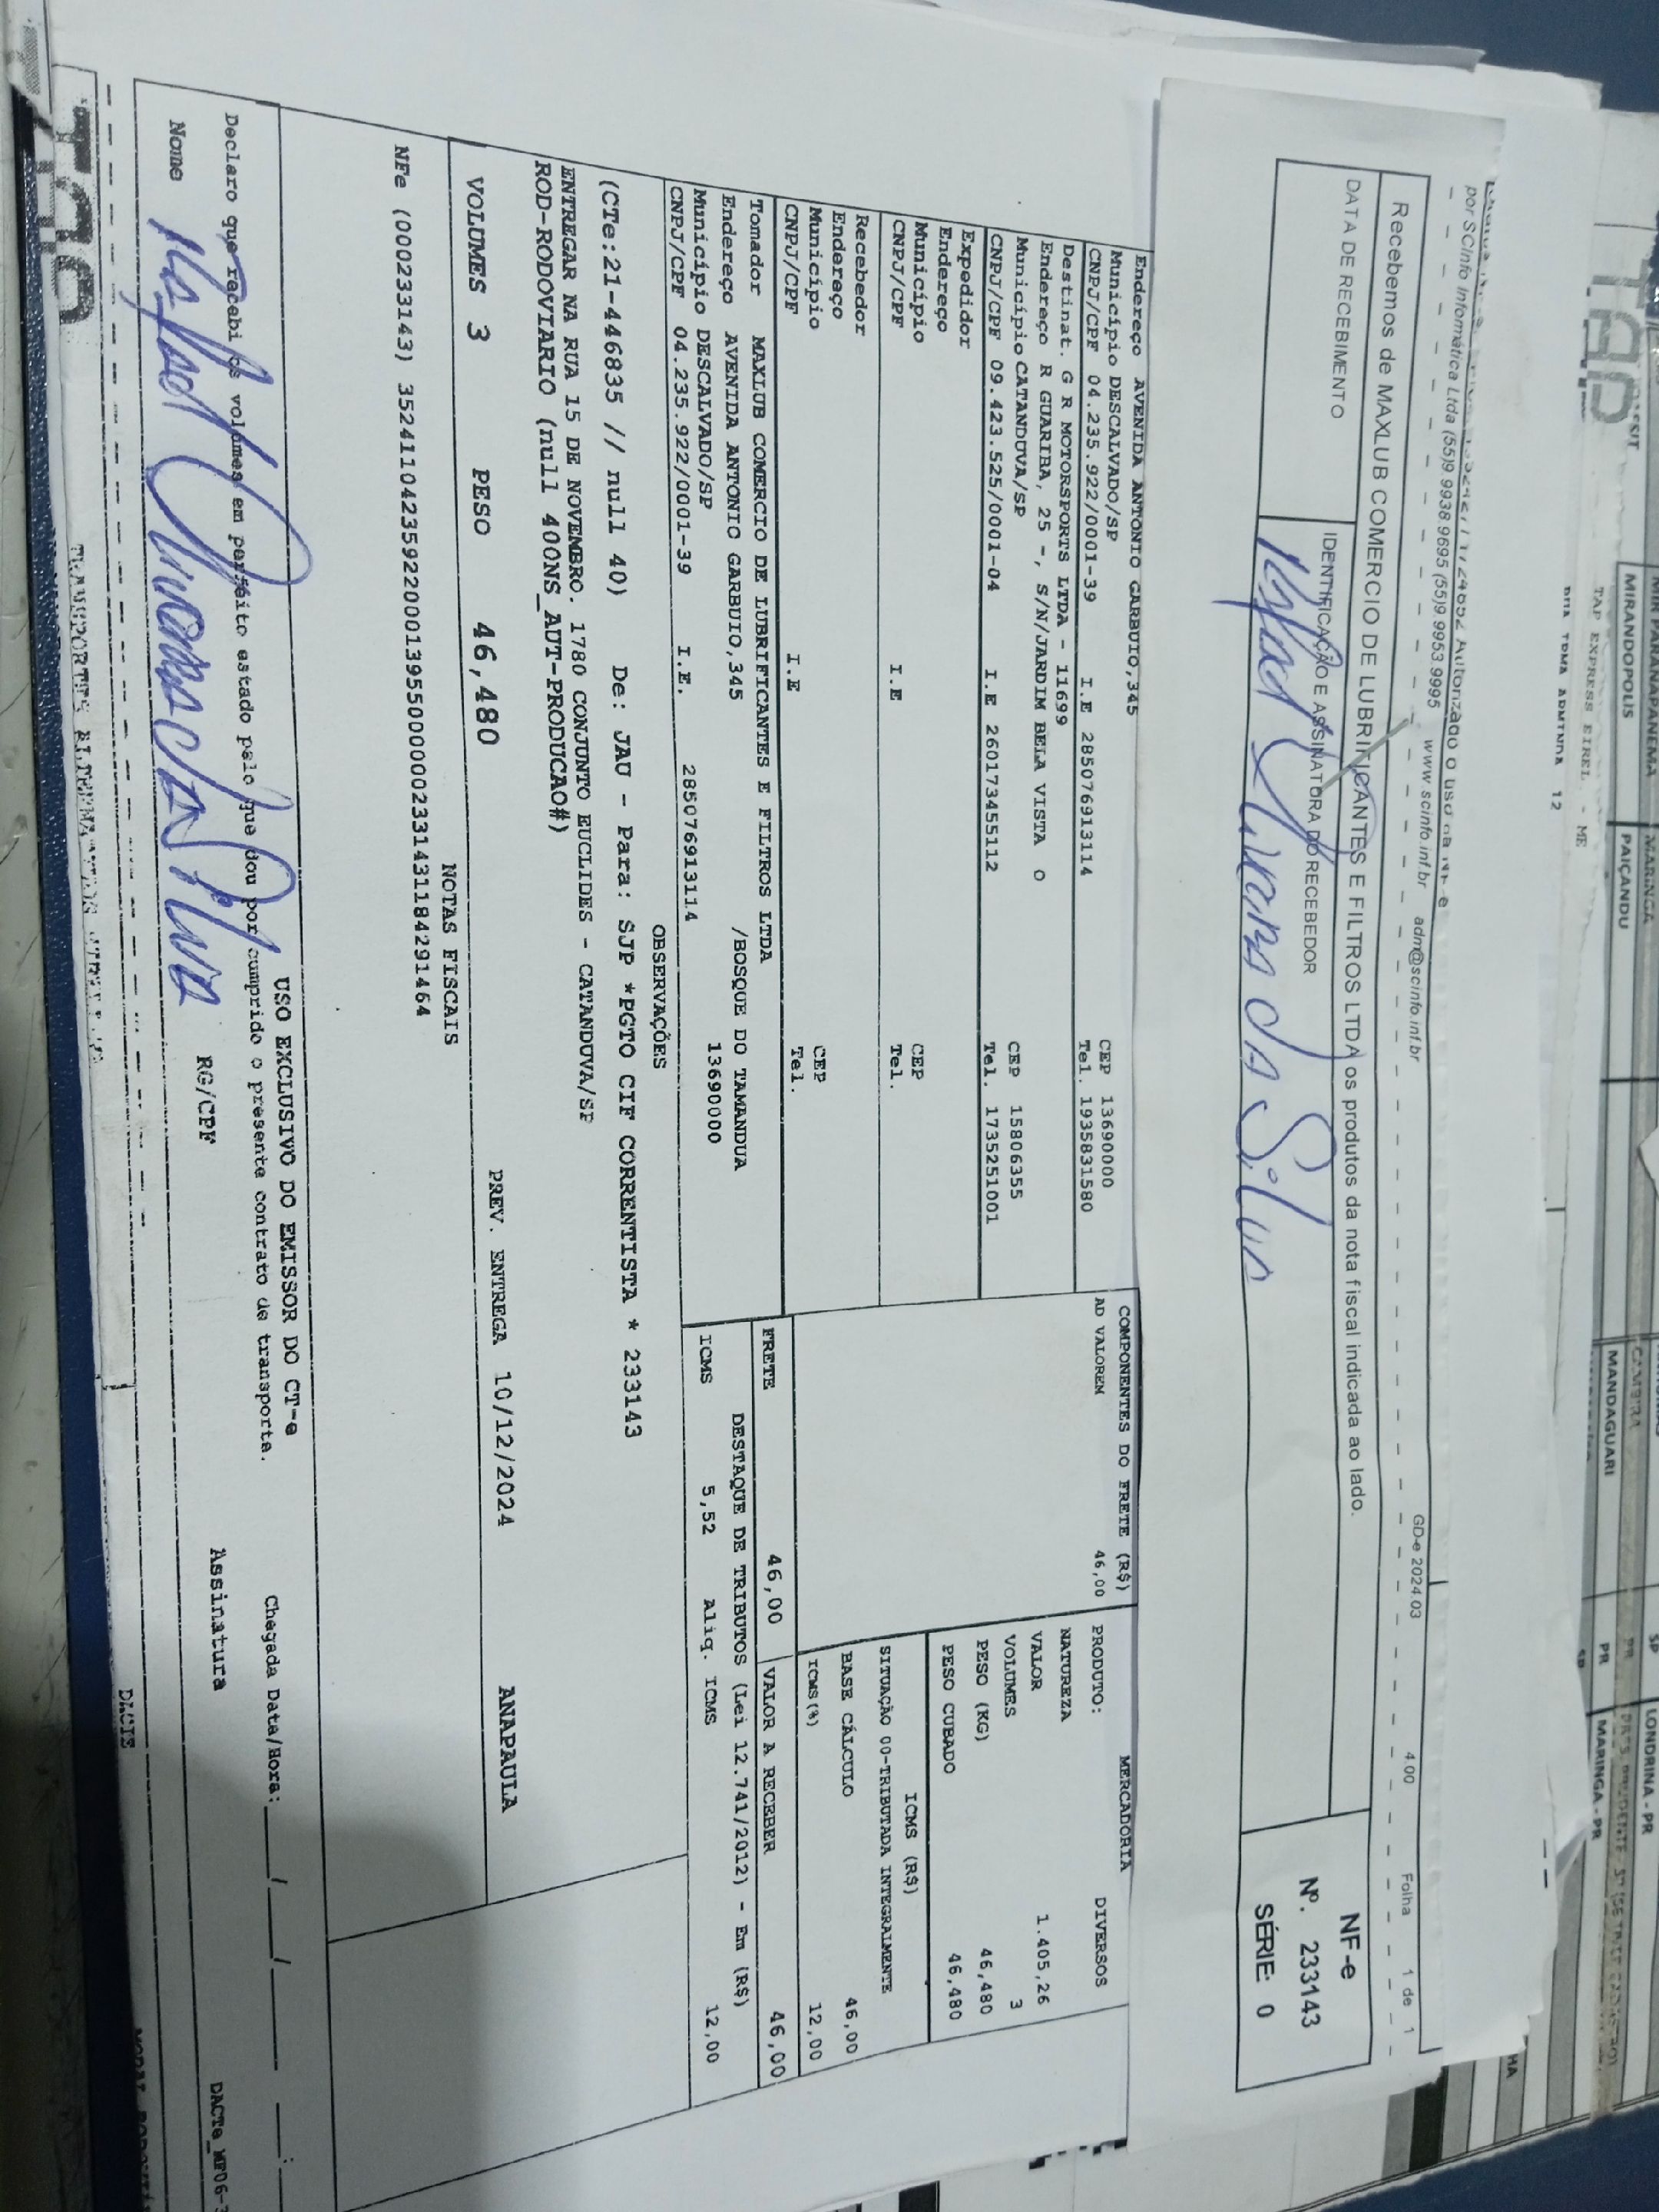 MIRANDOPOLIS
PAIÇANDU
MANDAGUARI
PR
LONDRINA - PR
MARINGA - PR
TAP EXPRESS EIREL. - ME
12
por SCInfo Informática Ltda (55)9 9938 9695 (55)9 9953 9995 www.scinfo.inf.br adm@scinfo.inf.br
GD-e 2024.03 4.00 Folha 1 de 1
Recebemos de MAXLUB COMERCIO DE LUBRIFICANTES E FILTROS LTDA os produtos da nota fiscal indicada ao lado.
DATA DE RECEBIMENTO
IDENTIFICAÇÃO E ASSINATURA DO RECEBEDOR
da Silva
NF-e
Nº. 233143
SÉRIE: 0
Endereço AVENIDA ANTONIO GARBUIO,345
Município DESCALVADO/SP CEP 13690000
CNPJ/CPF 04.235.922/0001-39 I.E 285076913114 Tel. 1935831580
Destinat. G R MOTORSPORTS LTDA - 11699
Endereço R GUARIBA, 25 -, S/N/JARDIM BELA VISTA O
Município CATANDUVA/SP CEP 15806355
CNPJ/CPF 09.423.525/0001-04 I.E 260173455112 Tel. 1735251001
Expedidor
Endereço
Município CEP
CNPJ/CPF I.E Tel.
Recebedor
Endereço
Município CEP
CNPJ/CPF I.E Tel.
Tomador MAXLUB COMERCIO DE LUBRIFICANTES E FILTROS LTDA
Endereço AVENIDA ANTONIO GARBUIO,345 /BOSQUE DO TAMANDUA
Município DESCALVADO/SP 13690000
CNPJ/CPF 04.235.922/0001-39 I.E. 285076913114
COMPONENTES DO FRETE (R$)
AD VALOREM 46,00
MERCADORIA
PRODUTO: DIVERSOS
NATUREZA
VALOR 1.405,26
VOLUMES 3
PESO (KG) 46,480
PESO CUBADO 46,480
ICMS (R$)
SITUAÇÃO 00-TRIBUTADA INTEGRALMENTE
BASE CÁLCULO 46,00
ICMS(%) 12,00
FRETE 46,00 VALOR A RECEBER 46,00
DESTAQUE DE TRIBUTOS (Lei 12.741/2012) - Em (R$)
ICMS 5,52 Aliq. ICMS 12,00
OBSERVAÇÕES
(CTe:21-446835 // null 40) De: JAU - Para: SJP *PGTO CIF CORRENTISTA * 233143
ENTREGAR NA RUA 15 DE NOVEMBRO. 1780 CONJUNTO EUCLIDES - CATANDUVA/SP
ROD-RODOVIARIO (null 400NS_AUT-PRODUCAO#)
VOLUMES 3 PESO 46,480 PREV. ENTREGA 10/12/2024 ANAPAULA
NOTAS FISCAIS
NFe (000233143) 35241104235922000139550000002331431184291464
USO EXCLUSIVO DO EMISSOR DO CT-e
Declaro que recebi os volumes em perfeito estado pelo que dou por cumprido o presente contrato de transporte.
Chegada Data/Hora: ___/___/___ ___:___
Nome RG/CPF Assinatura
da Silva
DACTE